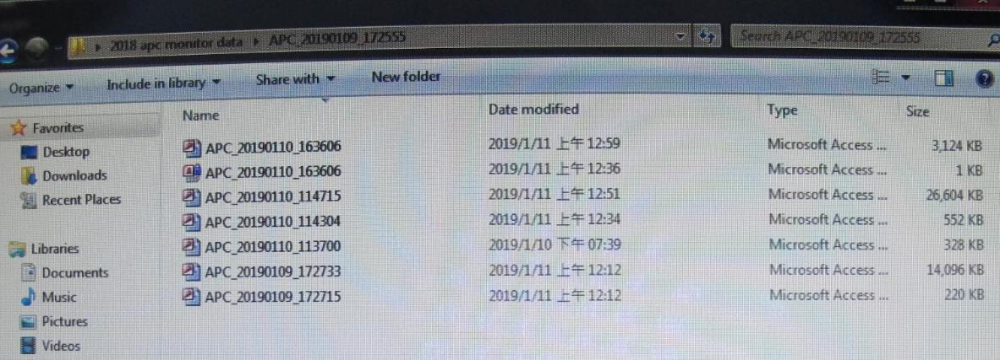 2018 apc monitor data APC_20190109_172555 Search APC_20190109_172555
Organize Include in library Share with New folder
Name Date modified Type Size
Favorites
Desktop
Downloads
Recent Places
Libraries
Documents
Music
Pictures
Videos
APC_20190110_163606 2019/1/11 上午 12:59 Microsoft Access ... 3,124 KB
APC_20190110_163606 2019/1/11 上午 12:36 Microsoft Access ... 1 KB
APC_20190110_114715 2019/1/11 上午 12:51 Microsoft Access ... 26,604 KB
APC_20190110_114304 2019/1/11 上午 12:34 Microsoft Access ... 552 KB
APC_20190110_113700 2019/1/10 下午 07:39 Microsoft Access ... 328 KB
APC_20190109_172733 2019/1/11 上午 12:12 Microsoft Access ... 14,096 KB
APC_20190109_172715 2019/1/11 上午 12:12 Microsoft Access ... 220 KB